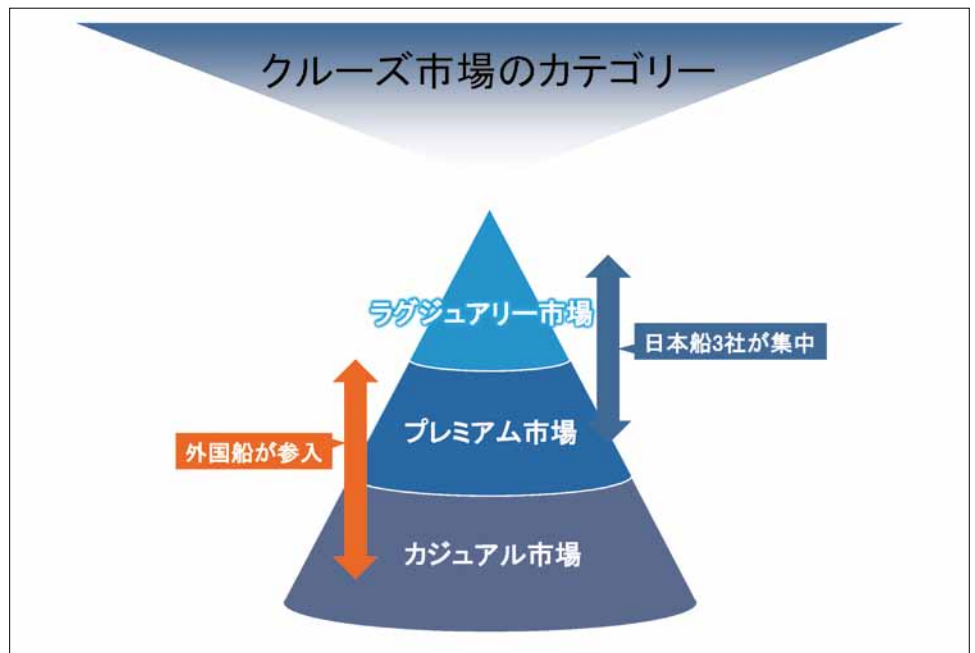 クルーズ市場のカテゴリー
ラグジュアリー市場
日本船3社が集中
プレミアム市場
外国船が参入
カジュアル市場